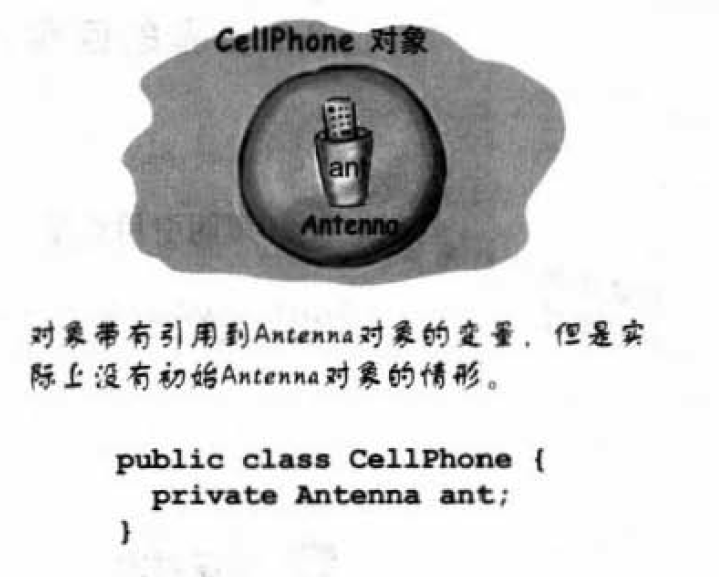 CellPhone 对象
ant
Antenna
对象带有引用到Antenna对象的变量，但是实
际上没有初始Antenna对象的情形。
public class CellPhone {
private Antenna ant;
}